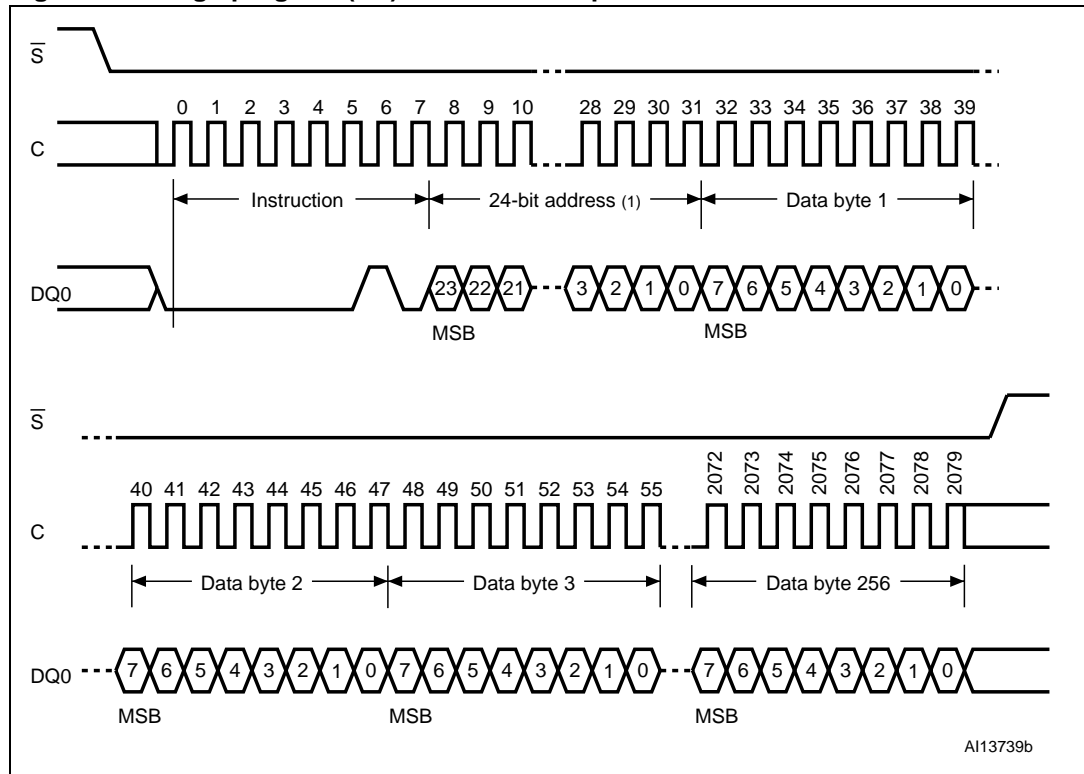 S
0 1 2 3 4 5 6 7 8 9 10 28 29 30 31 32 33 34 35 36 37 38 39
C
Instruction 24-bit address (1) Data byte 1
DQ0 23 22 21 3 2 1 0 7 6 5 4 3 2 1 0
MSB MSB
S
40 41 42 43 44 45 46 47 48 49 50 51 52 53 54 55 2072 2073 2074 2075 2076 2077 2078 2079
C
Data byte 2 Data byte 3 Data byte 256
DQ0 7 6 5 4 3 2 1 0 7 6 5 4 3 2 1 0 7 6 5 4 3 2 1 0
MSB MSB MSB
AI13739b